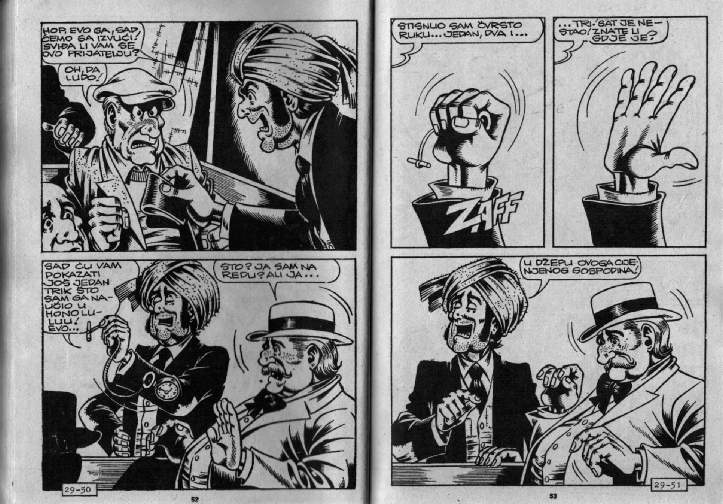 HOP, EVO GA, SAD,
ĆEMO GA IZVUĆI!
SVIĐA LI VAM SE
OVO PRIJATELJU?
OH, DA
LUDO!
SAD ĆU VAM
POKAZATI
JOŠ JEDAN
TRIK ŠTO
SAM GA NA-
UČIO U
HONOLU-
LUU!
EVO...
ŠTO? JA SAM NA
REDU? ALI JA...
29-50
52
STISNUO SAM ČVRSTO
RUKU... JEDAN, DVA I...
ZAFF
...TRI! SAT JE NE-
STAO! ZNATE LI
GDJE JE?
U DŽEPU OVOGA CIJE-
NJENOG GOSPODINA!
29-51
53